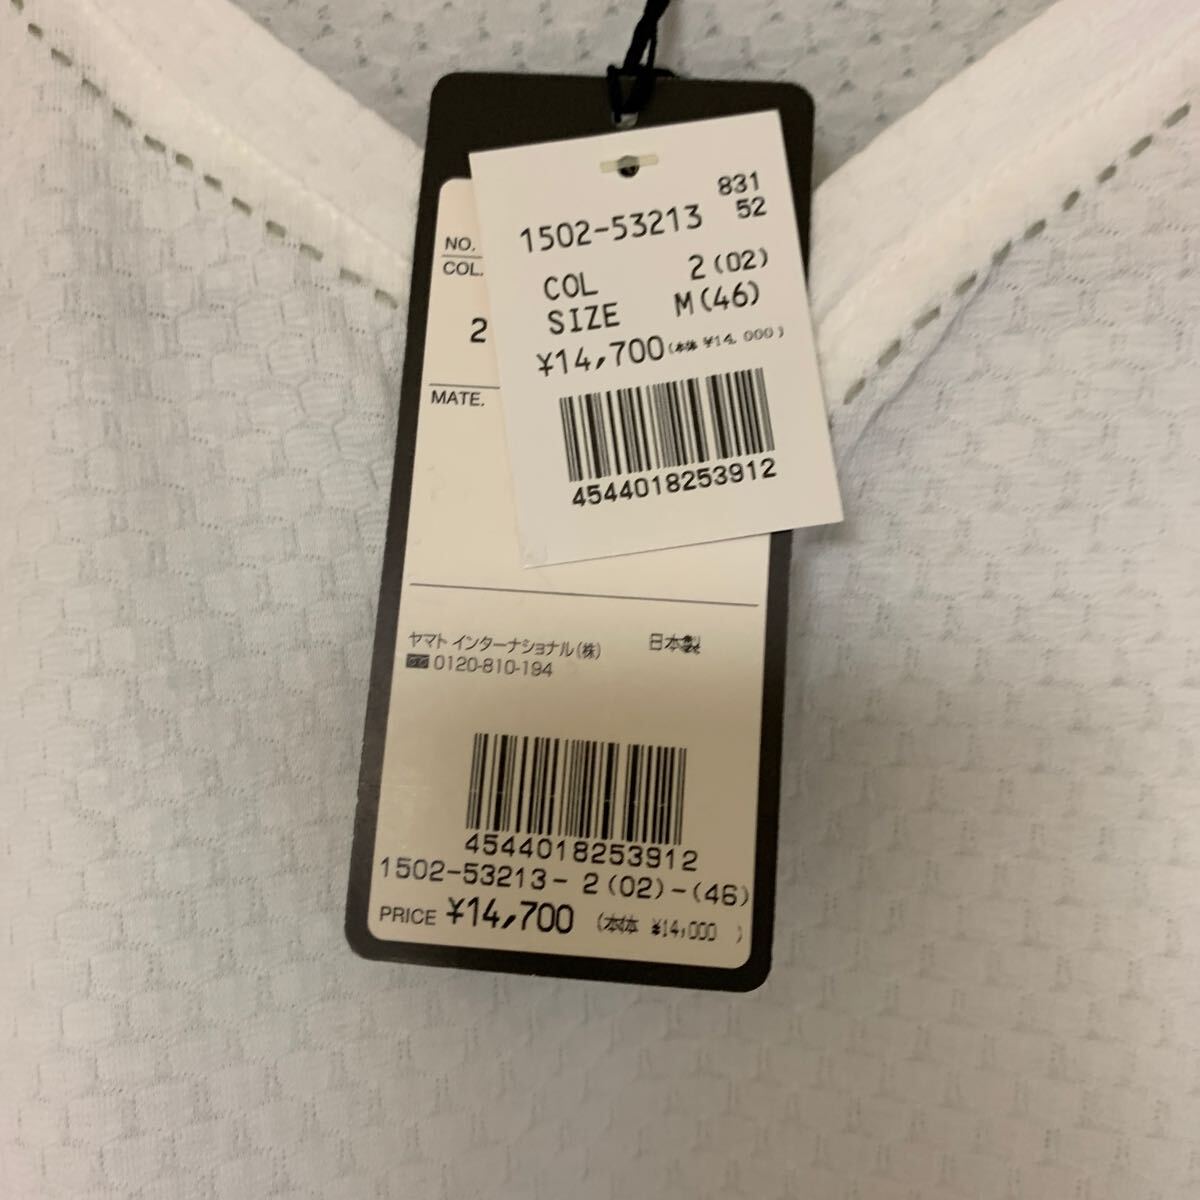 831
1502-53213 52
COL 2(02)
SIZE M(46)
¥14,700(本体 ¥14,000)
4544018253912
NO.
COL.
2
MATE.
ヤマト インターナショナル(株) 日本製
0120-810-194
4544018253912
1502-53213- 2(02)-(46)
PRICE ¥14,700 (本体 ¥14,000 )